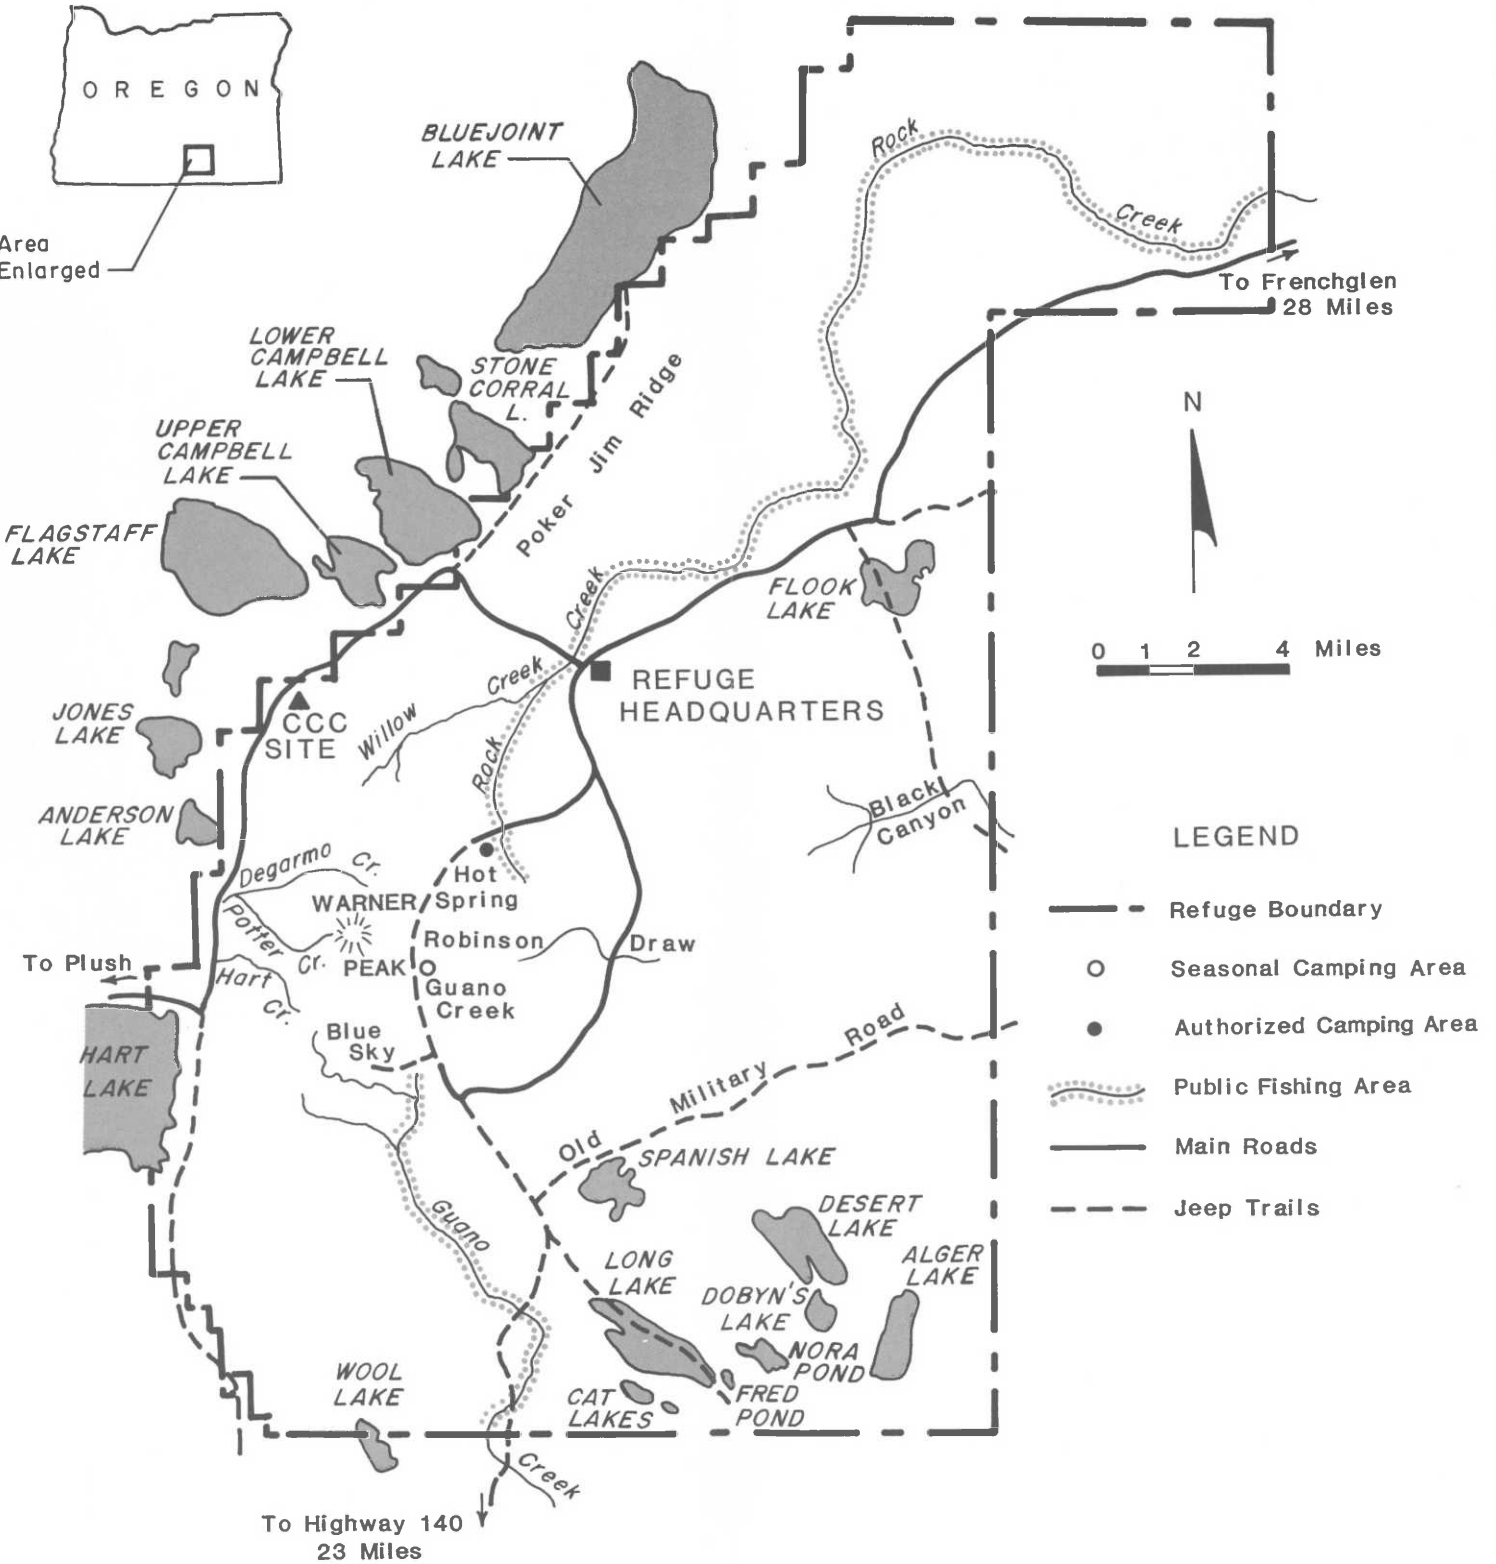 OREGON
Area
Enlarged
BLUEJOINT
LAKE
Rock
Creek
To Frenchglen
28 Miles
LOWER
CAMPBELL
LAKE
STONE
CORRAL
L.
Poker Jim Ridge
UPPER
CAMPBELL
LAKE
FLAGSTAFF
LAKE
N
FLOOK
LAKE
0 1 2 4 Miles
Creek
Willow
Creek
Rock
REFUGE
HEADQUARTERS
CCC
SITE
JONES
LAKE
ANDERSON
LAKE
Black
Canyon
Degarmo Cr.
Hot
Spring
WARNER
PEAK
Potter
Cr.
Robinson Draw
To Plush
Hart
Cr.
Guano
Creek
Blue
Sky
HART
LAKE
Old Military Road
SPANISH LAKE
Guano
DESERT
LAKE
ALGER
LAKE
LONG
LAKE
DOBYN'S
LAKE
NORA
POND
WOOL
LAKE
CAT
LAKES
FRED
POND
Creek
To Highway 140
23 Miles
LEGEND
Refuge Boundary
Seasonal Camping Area
Authorized Camping Area
Public Fishing Area
Main Roads
Jeep Trails